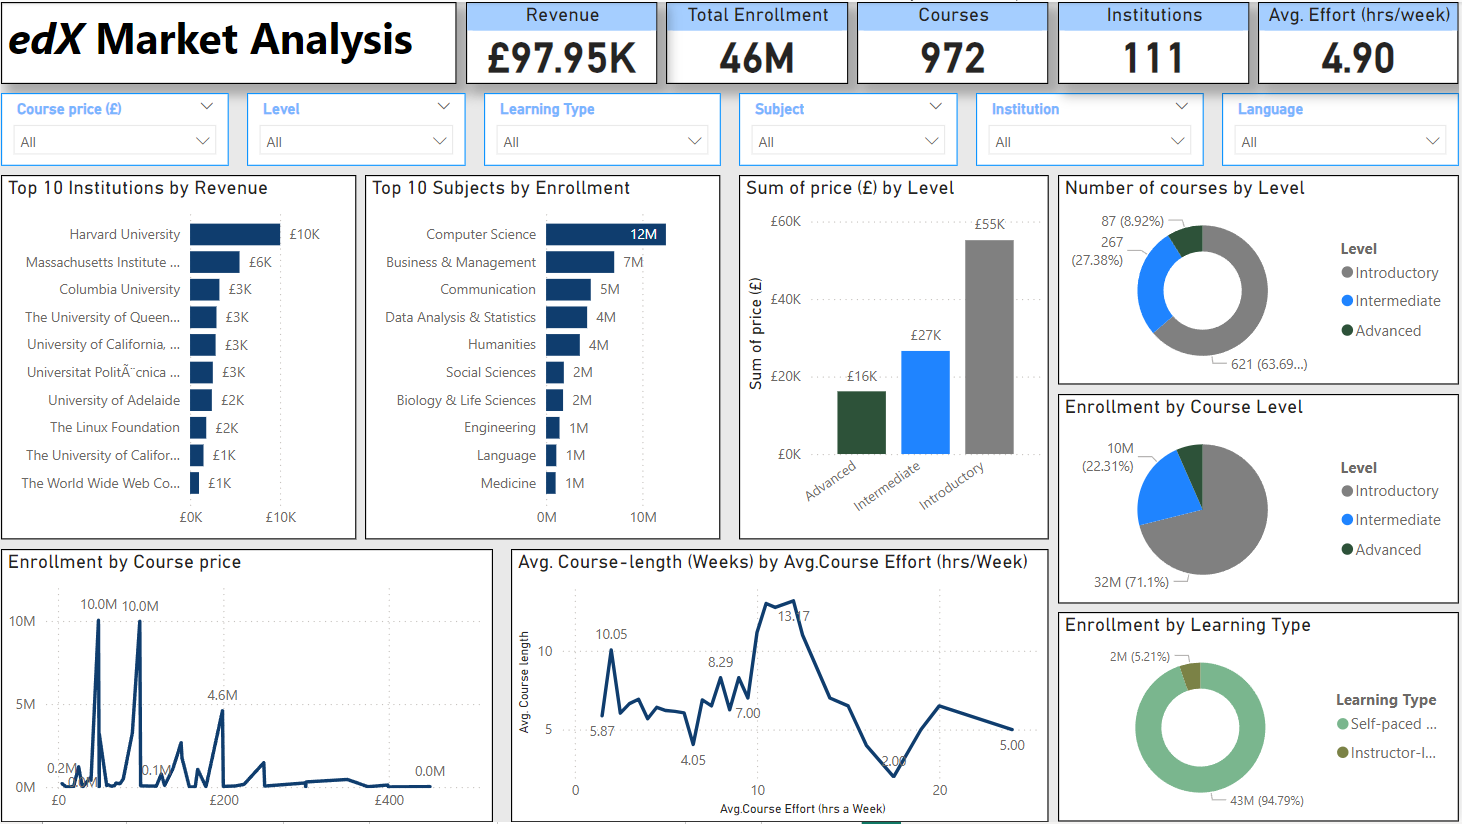 edX Market Analysis
Revenue
£97.95K
Total Enrollment
46M
Courses
972
Institutions
111
Avg. Effort (hrs/week)
4.90
Course price (£)
All
Level
All
Learning Type
All
Subject
All
Institution
All
Language
All
Top 10 Institutions by Revenue
Harvard University £10K
Massachusetts Institute ... £6K
Columbia University £3K
The University of Queen... £3K
University of California, ... £3K
Universitat PolitÃ¨cnica ... £3K
University of Adelaide £2K
The Linux Foundation £2K
The University of Califor... £1K
The World Wide Web Co... £1K
£0K £10K
Top 10 Subjects by Enrollment
Computer Science 12M
Business & Management 7M
Communication 5M
Data Analysis & Statistics 4M
Humanities 4M
Social Sciences 2M
Biology & Life Sciences 2M
Engineering 1M
Language 1M
Medicine 1M
0M 10M
Sum of price (£) by Level
Sum of price (£)
£60K
£40K
£20K
£0K
£16K
£27K
£55K
Advanced
Intermediate
Introductory
Number of courses by Level
87 (8.92%)
267
(27.38%)
621 (63.69...)
Level
Introductory
Intermediate
Advanced
Enrollment by Course Level
10M
(22.31%)
32M (71.1%)
Level
Introductory
Intermediate
Advanced
Enrollment by Course price
10M
5M
0M
10.0M 10.0M
4.6M
0.2M
0.0M
0.1M
0.0M
£0 £200 £400
Avg. Course-length (Weeks) by Avg.Course Effort (hrs/Week)
Avg. Course length
10
5
10.05
5.87
4.05
8.29
7.00
13.17
2.00
5.00
0 10 20
Avg.Course Effort (hrs a Week)
Enrollment by Learning Type
2M (5.21%)
43M (94.79%)
Learning Type
Self-paced ...
Instructor-l...